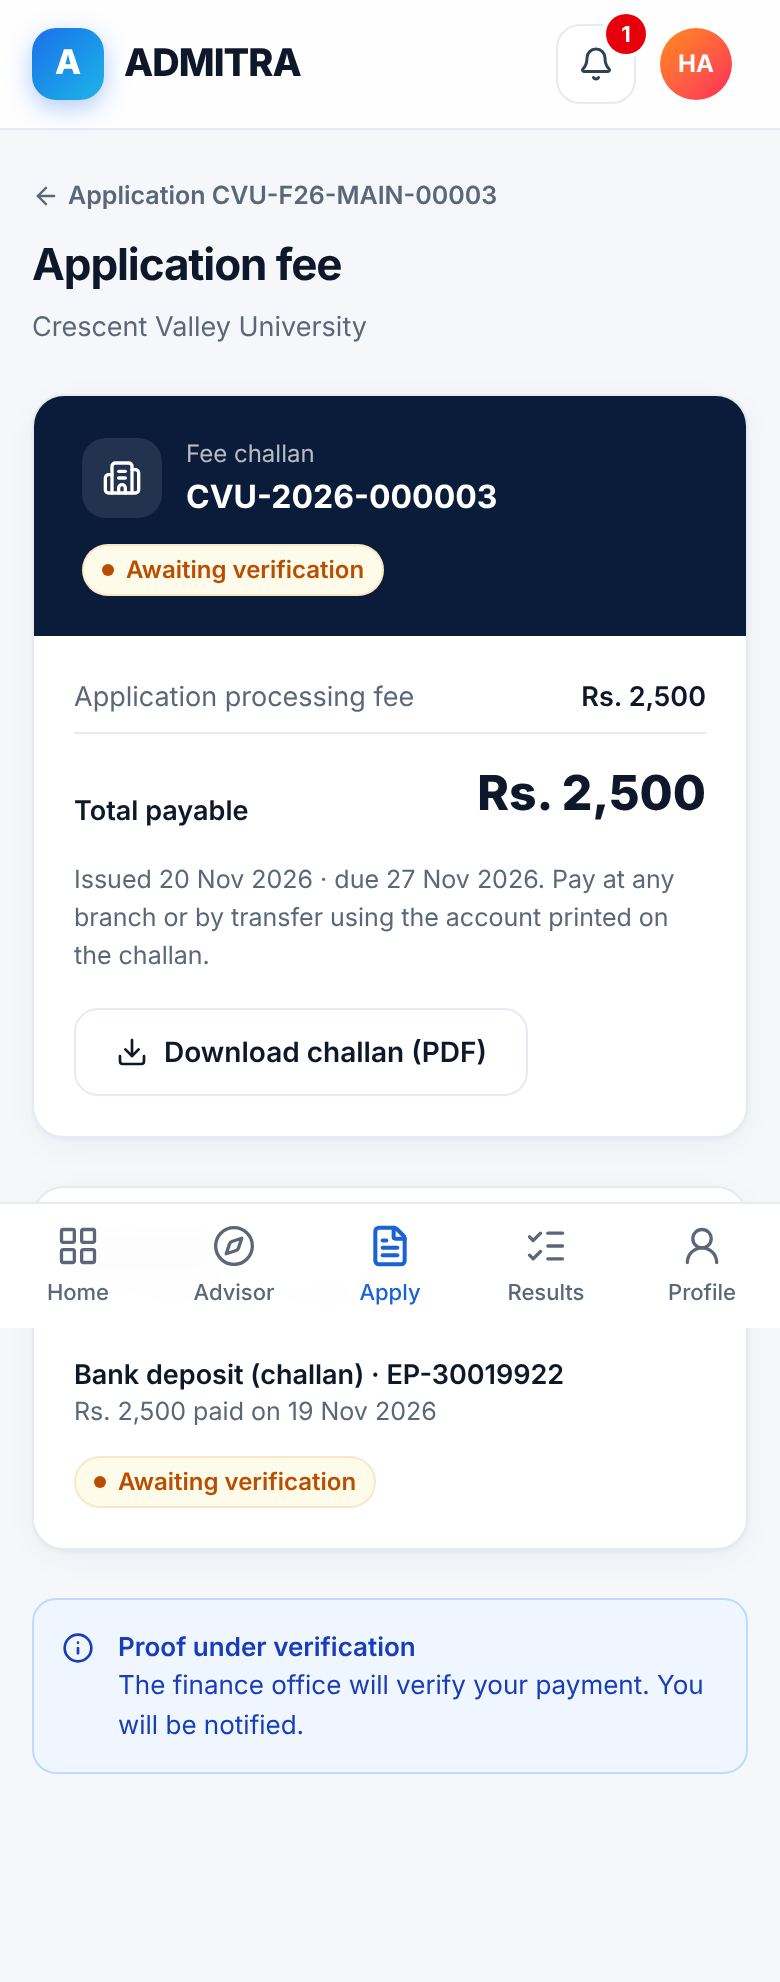 A
ADMITRA
1
HA
← Application CVU-F26-MAIN-00003
Application fee
Crescent Valley University
Fee challan
CVU-2026-000003
Awaiting verification
Application processing fee Rs. 2,500
Total payable Rs. 2,500
Issued 20 Nov 2026 · due 27 Nov 2026. Pay at any
branch or by transfer using the account printed on
the challan.
Download challan (PDF)
Home Advisor Apply Results Profile
Bank deposit (challan) · EP-30019922
Rs. 2,500 paid on 19 Nov 2026
Awaiting verification
Proof under verification
The finance office will verify your payment. You
will be notified.